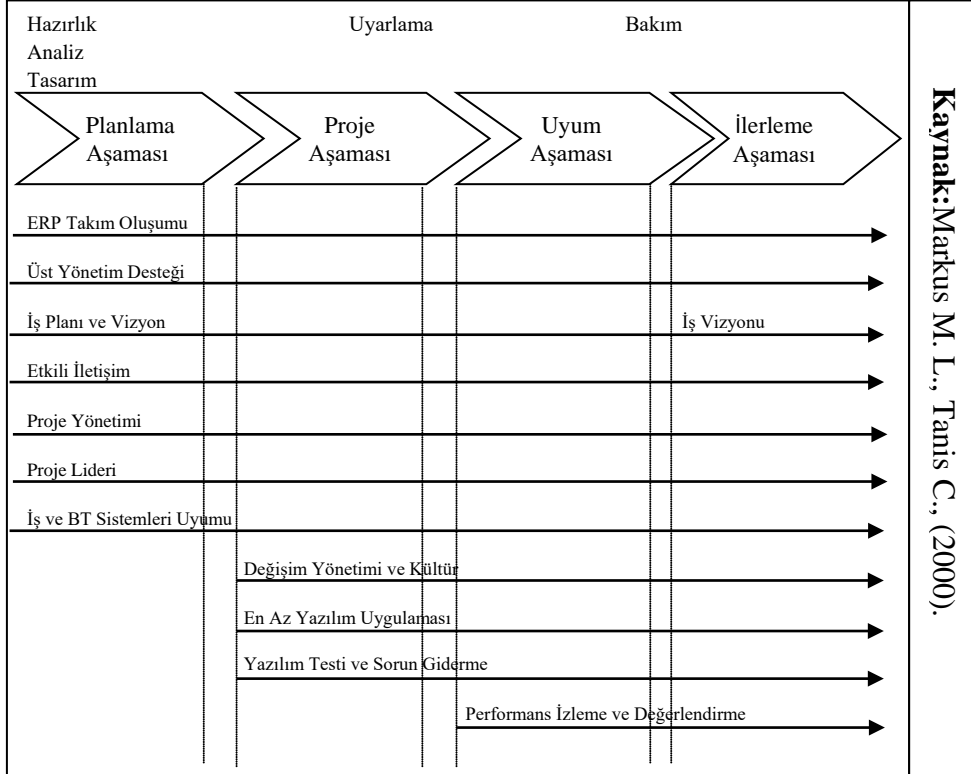 Hazırlık
Analiz
Tasarım
Uyarlama
Bakım
Planlama
Aşaması
Proje
Aşaması
Uyum
Aşaması
İlerleme
Aşaması
ERP Takım Oluşumu
Üst Yönetim Desteği
İş Planı ve Vizyon
İş Vizyonu
Etkili İletişim
Proje Yönetimi
Proje Lideri
İş ve BT Sistemleri Uyumu
Değişim Yönetimi ve Kültür
En Az Yazılım Uygulaması
Yazılım Testi ve Sorun Giderme
Performans İzleme ve Değerlendirme
Kaynak:Markus M. L., Tanis C., (2000).